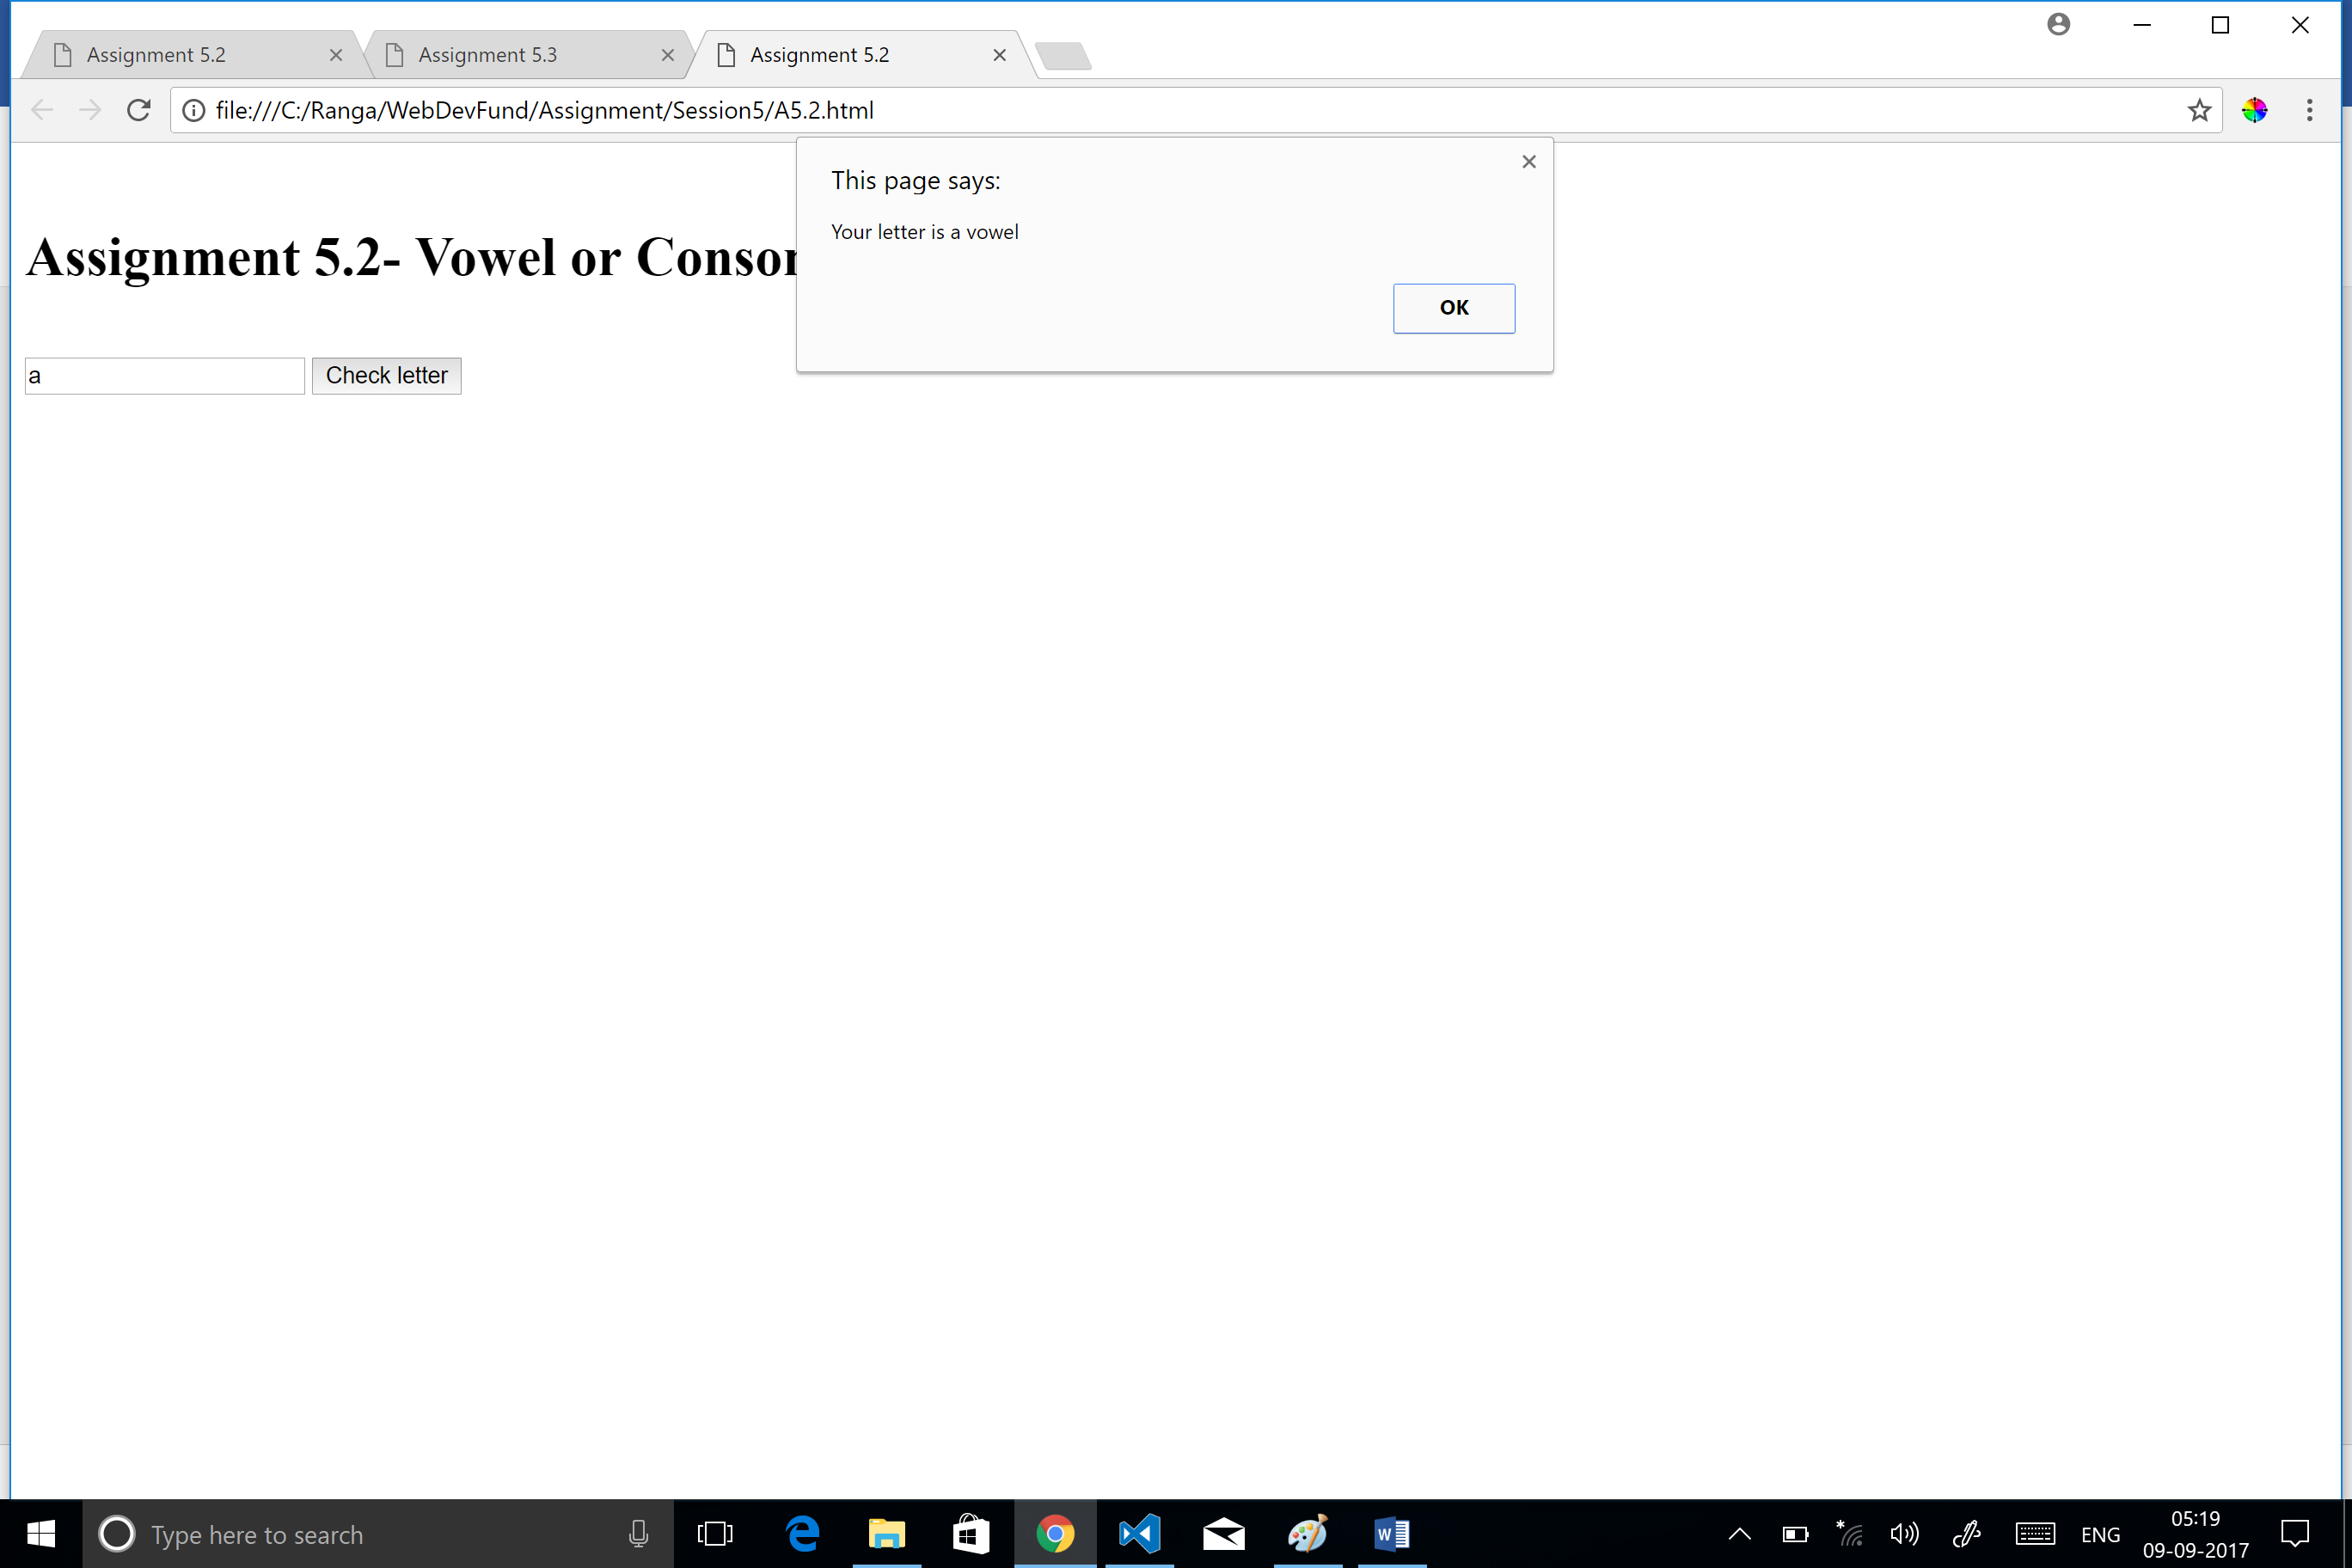 Assignment 5.2
Assignment 5.3
Assignment 5.2
file:///C:/Ranga/WebDevFund/Assignment/Session5/A5.2.html
This page says:
Your letter is a vowel
OK
Assignment 5.2- Vowel or
a
Check letter
Type here to search
ENG
05:19
09-09-2017